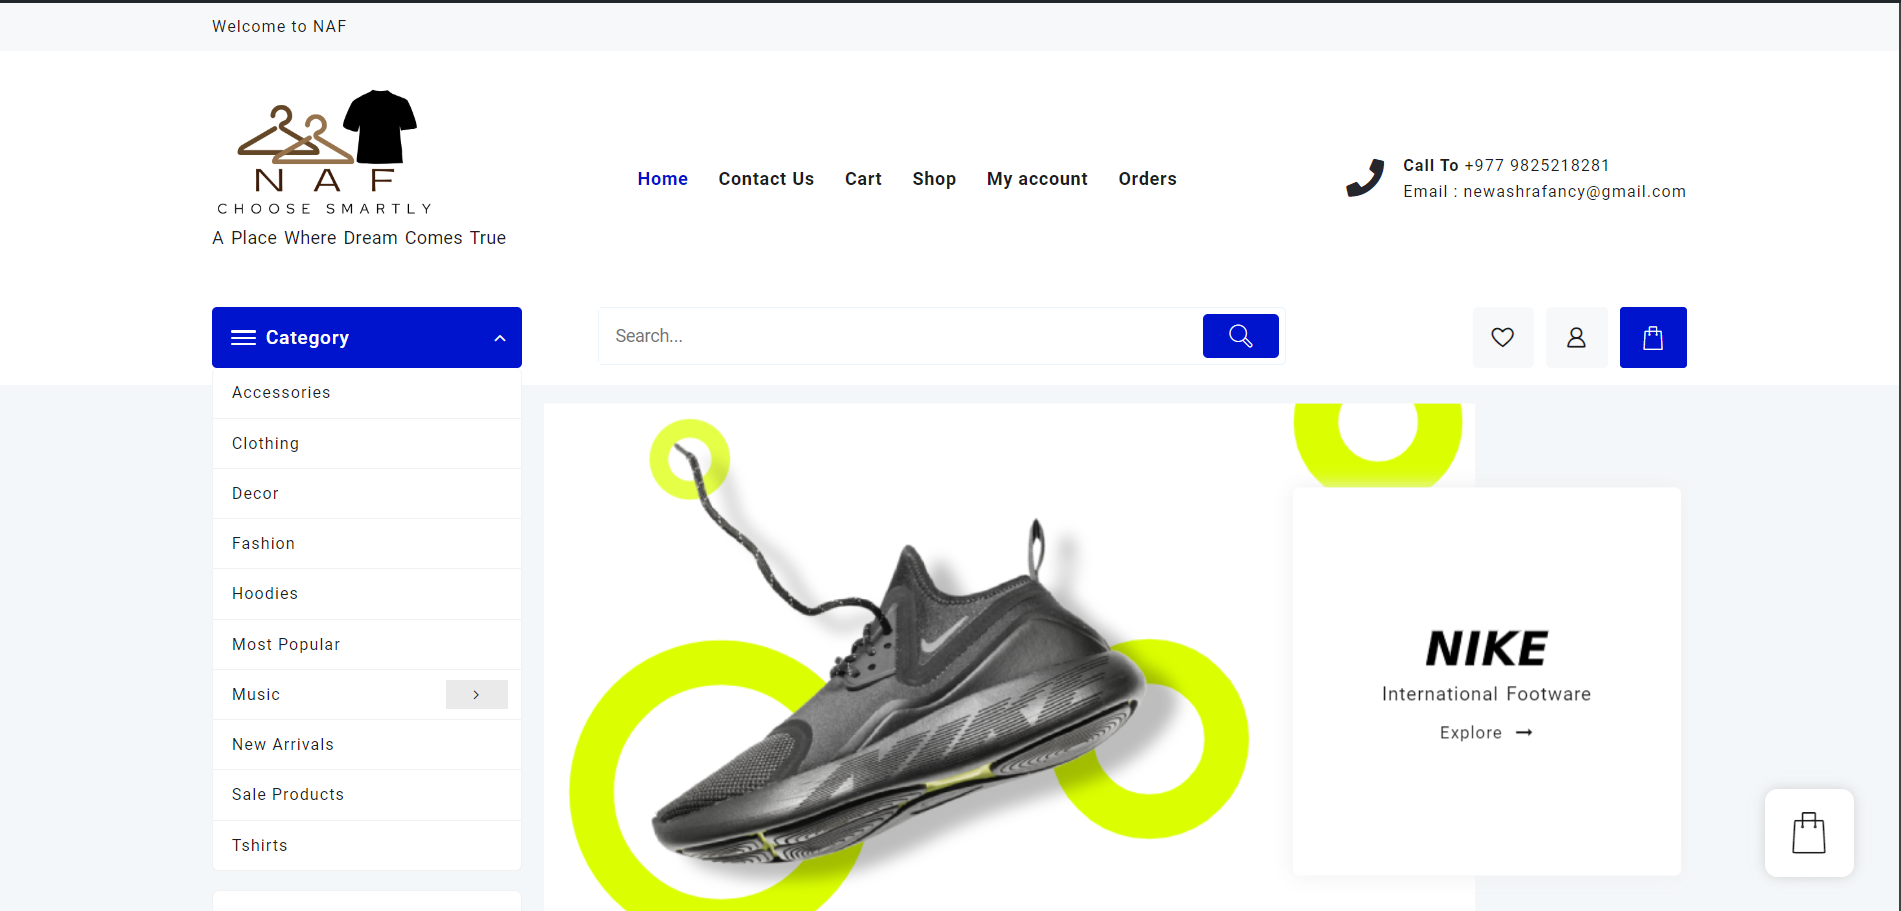 Welcome to NAF
NAF
CHOOSE SMARTLY
A Place Where Dream Comes True
Home Contact Us Cart Shop My account Orders
Call To +977 9825218281
Email : newashrafancy@gmail.com
Category
Search...
Accessories
Clothing
Decor
Fashion
Hoodies
Most Popular
Music
New Arrivals
Sale Products
Tshirts
NIKE
International Footware
Explore